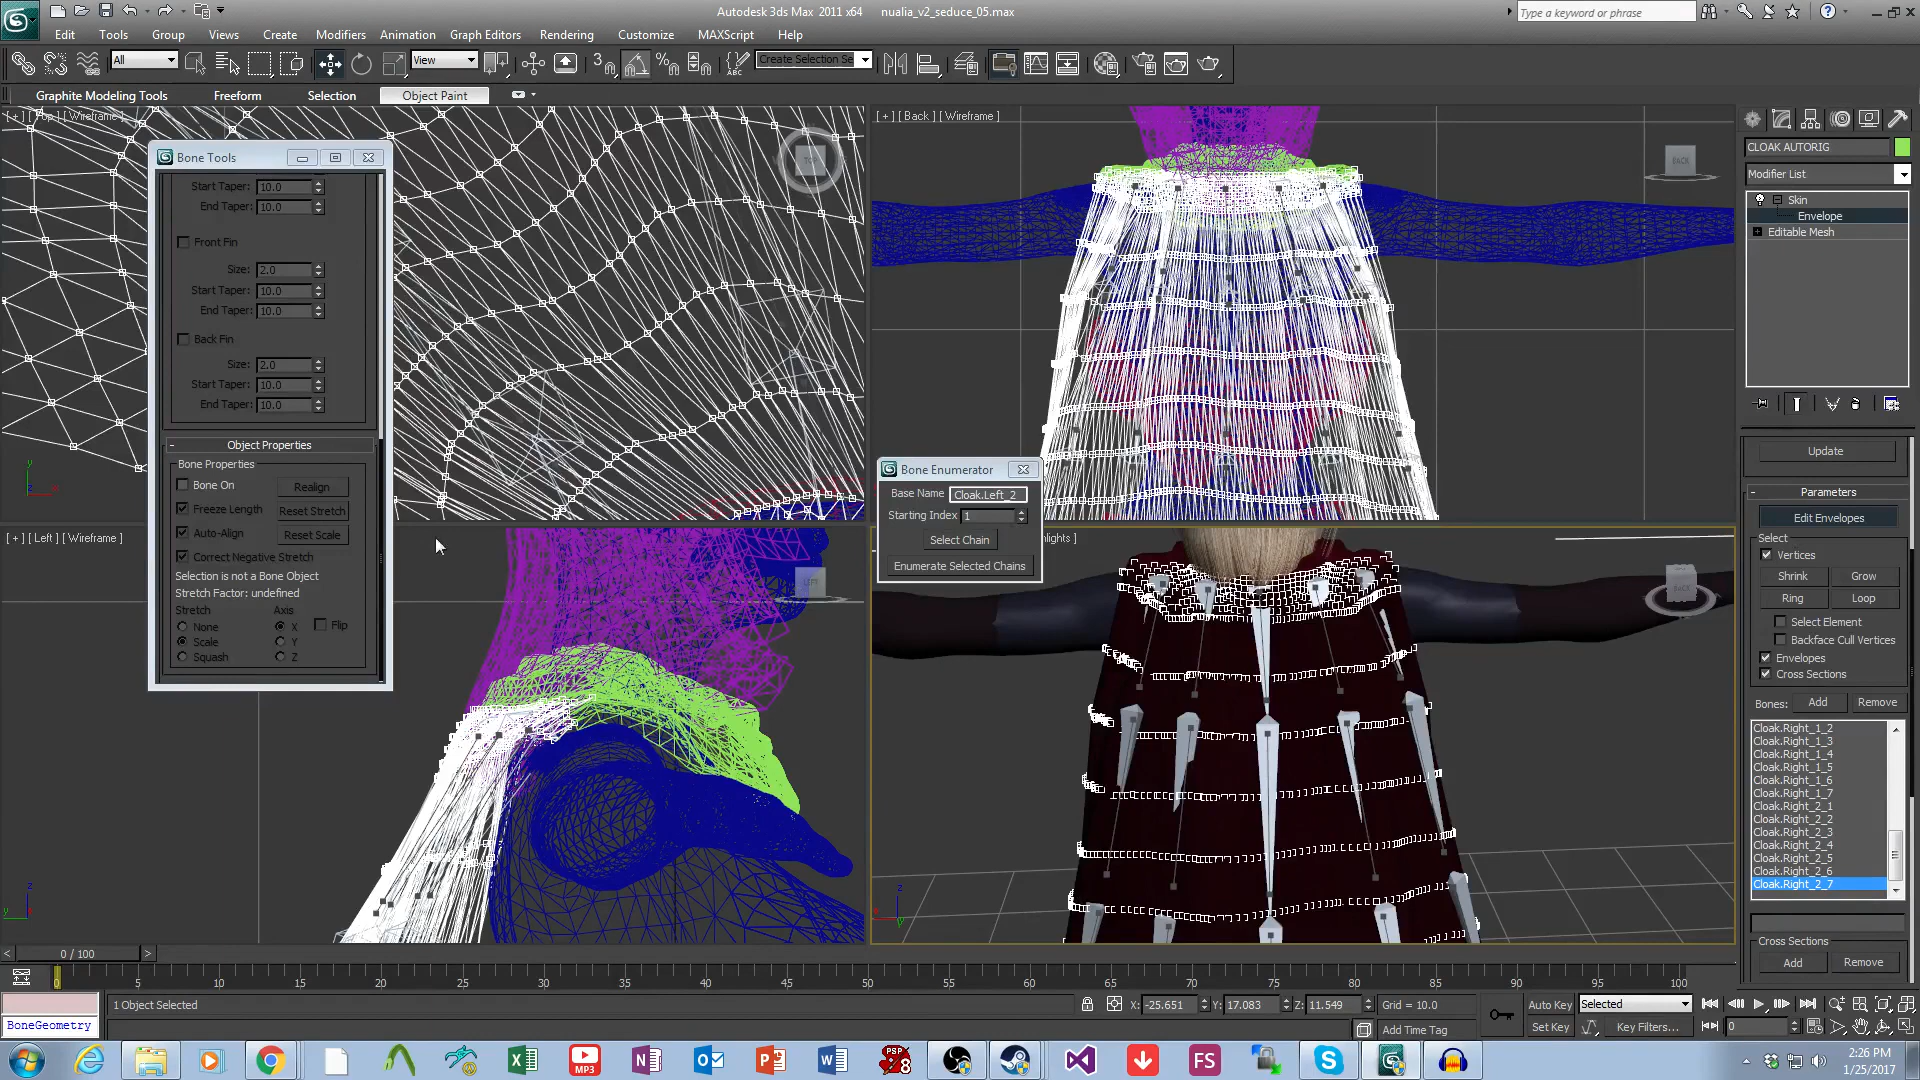 Autodesk 3ds Max 2011 x64 nualia_v2_seduce_05.max
Type a keyword or phrase
Edit Tools Group Views Create Modifiers Animation Graph Editors Rendering Customize MAXScript Help
All
View
Create Selection Se
Graphite Modeling Tools Freeform Selection Object Paint
[ + ] [ Top ] [ Wireframe ]
[ + ] [ Back ] [ Wireframe ]
TOP
BACK
Bone Tools
Start Taper: 10.0
End Taper: 10.0
Front Fin
Size: 2.0
Start Taper: 10.0
End Taper: 10.0
Back Fin
Size: 2.0
Start Taper: 10.0
End Taper: 10.0
Object Properties
Bone Properties
Bone On Realign
Freeze Length Reset Stretch
Auto-Align Reset Scale
Correct Negative Stretch
Selection is not a Bone Object
Stretch Factor: undefined
Stretch Axis
None X Flip
Scale Y
Squash Z
[ + ] [ Left ] [ Wireframe ]
LEFT
Bone Enumerator
Base Name Cloak.Left_2
Starting Index 1
Select Chain
Enumerate Selected Chains
hlights ]
BACK
CLOAK AUTORIG
Modifier List
Skin
Envelope
Editable Mesh
Update
Parameters
Edit Envelopes
Select
Vertices
Shrink Grow
Ring Loop
Select Element
Backface Cull Vertices
Envelopes
Cross Sections
Bones: Add Remove
Cloak.Right_1_2
Cloak.Right_1_3
Cloak.Right_1_4
Cloak.Right_1_5
Cloak.Right_1_6
Cloak.Right_1_7
Cloak.Right_2_1
Cloak.Right_2_2
Cloak.Right_2_3
Cloak.Right_2_4
Cloak.Right_2_5
Cloak.Right_2_6
Cloak.Right_2_7
Cross Sections
Add Remove
0 / 100
0 5 10 15 20 25 30 35 40 45 50 55 60 65 70 75 80 85 90 95 100
1 Object Selected
X: -25.651 Y: 17.083 Z: 11.549 Grid = 10.0
Auto Key Selected
BoneGeometry
Add Time Tag
Set Key Key Filters... 0
2:26 PM
1/25/2017